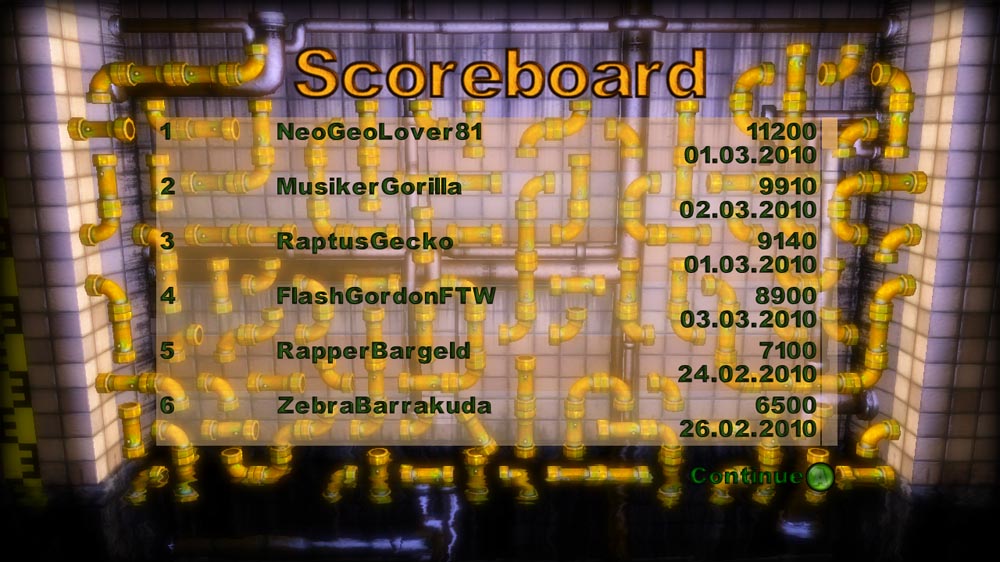 Scoreboard
1 NeoGeoLover81 11200
01.03.2010
2 MusikerGorilla 9910
02.03.2010
3 RaptusGecko 9140
01.03.2010
4 FlashGordonFTW 8900
03.03.2010
5 RapperBargeld 7100
24.02.2010
6 ZebraBarrakuda 6500
26.02.2010
Continue